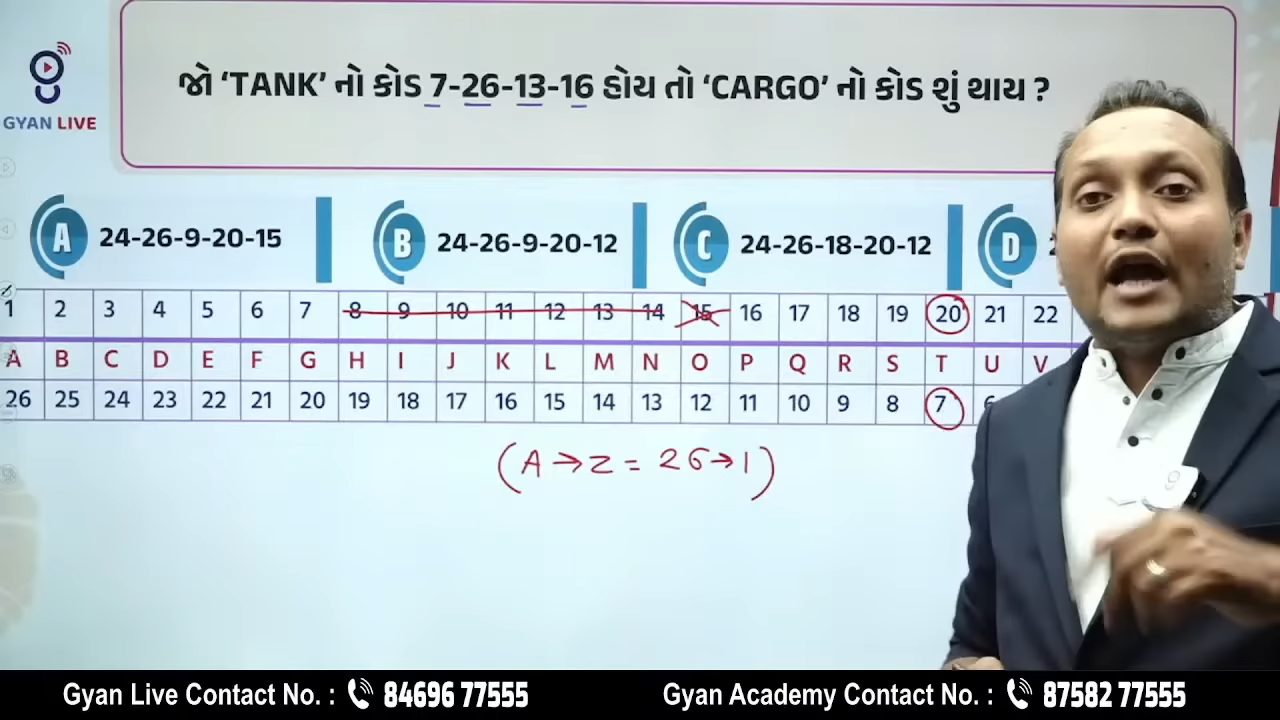 જો ‘TANK’ નો કોડ 7-26-13-16 હોય તો ‘CARGO’ નો કોડ શું થાય ?
GYAN LIVE
A 24-26-9-20-15 B 24-26-9-20-12 C 24-26-18-20-12 D
1 2 3 4 5 6 7 8 9 10 11 12 13 14 15 16 17 18 19 20 21 22
A B C D E F G H I J K L M N O P Q R S T U V
26 25 24 23 22 21 20 19 18 17 16 15 14 13 12 11 10 9 8 7
(A→Z = 26→1)
Gyan Live Contact No. : 84696 77555 Gyan Academy Contact No. : 87582 77555